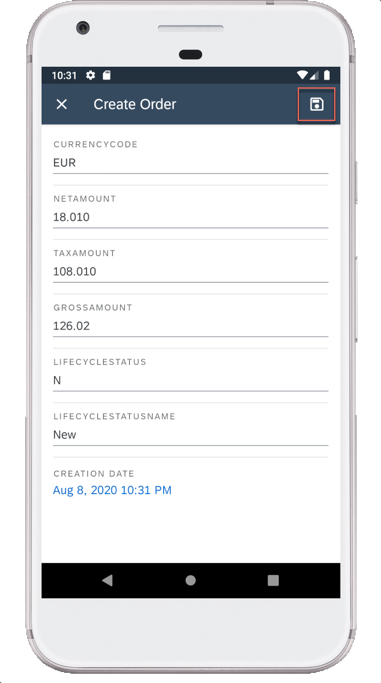 10:31
Create Order
CURRENCYCODE
EUR
NETAMOUNT
18.010
TAXAMOUNT
108.010
GROSSAMOUNT
126.02
LIFECYCLESTATUS
N
LIFECYCLESTATUSNAME
New
CREATION DATE
Aug 8, 2020 10:31 PM